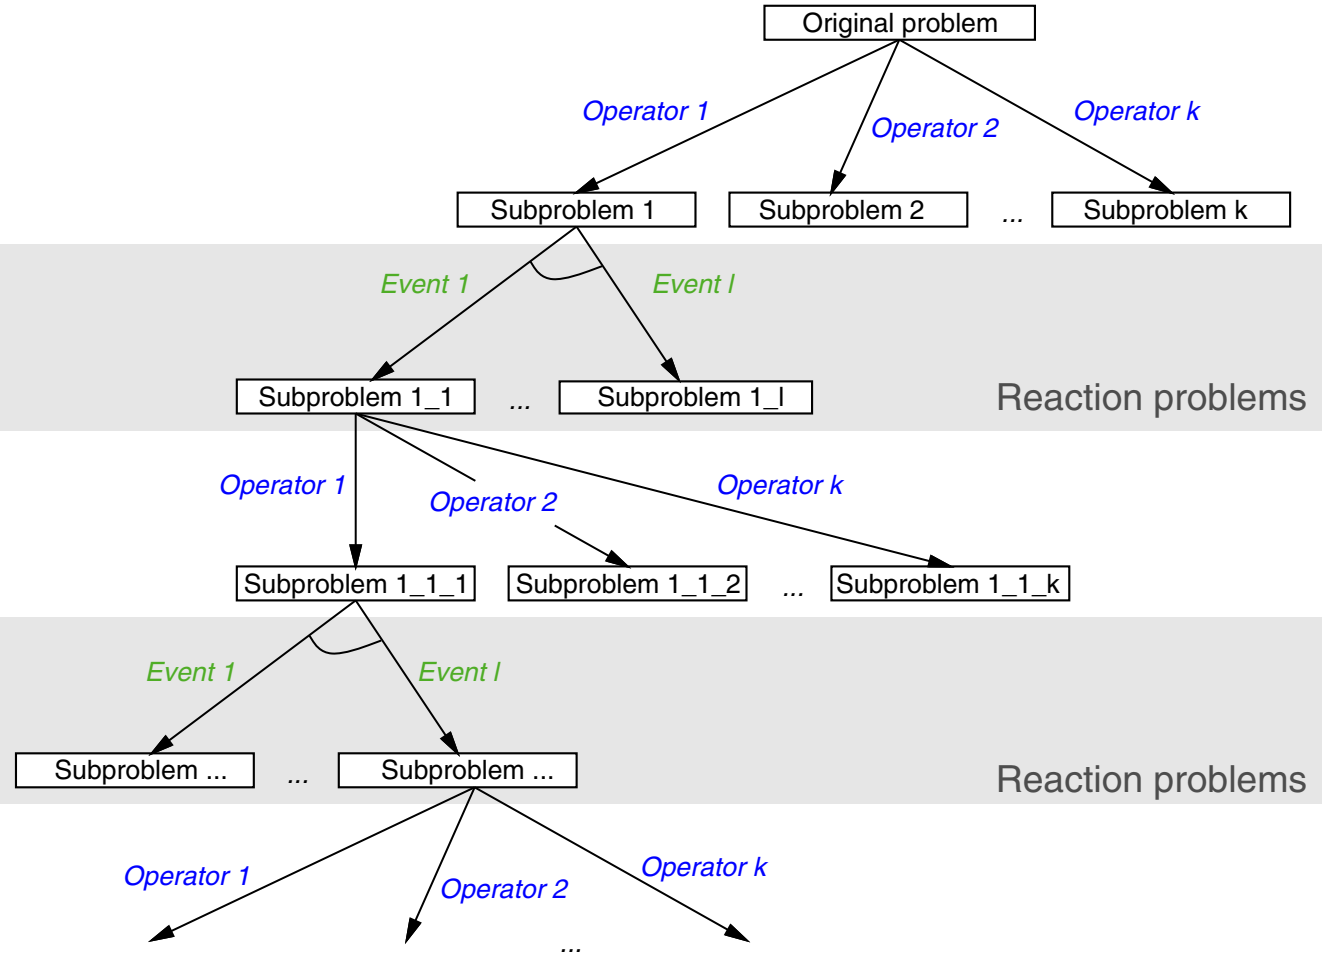 Original problem
Operator 1
Operator 2
Operator k
Subproblem 1
Subproblem 2
...
Subproblem k
Event 1
Event l
Subproblem 1_1
...
Subproblem 1_l
Reaction problems
Operator 1
Operator 2
Operator k
Subproblem 1_1_1
Subproblem 1_1_2
...
Subproblem 1_1_k
Event 1
Event l
Subproblem ...
...
Subproblem ...
Reaction problems
Operator 1
Operator 2
Operator k
...